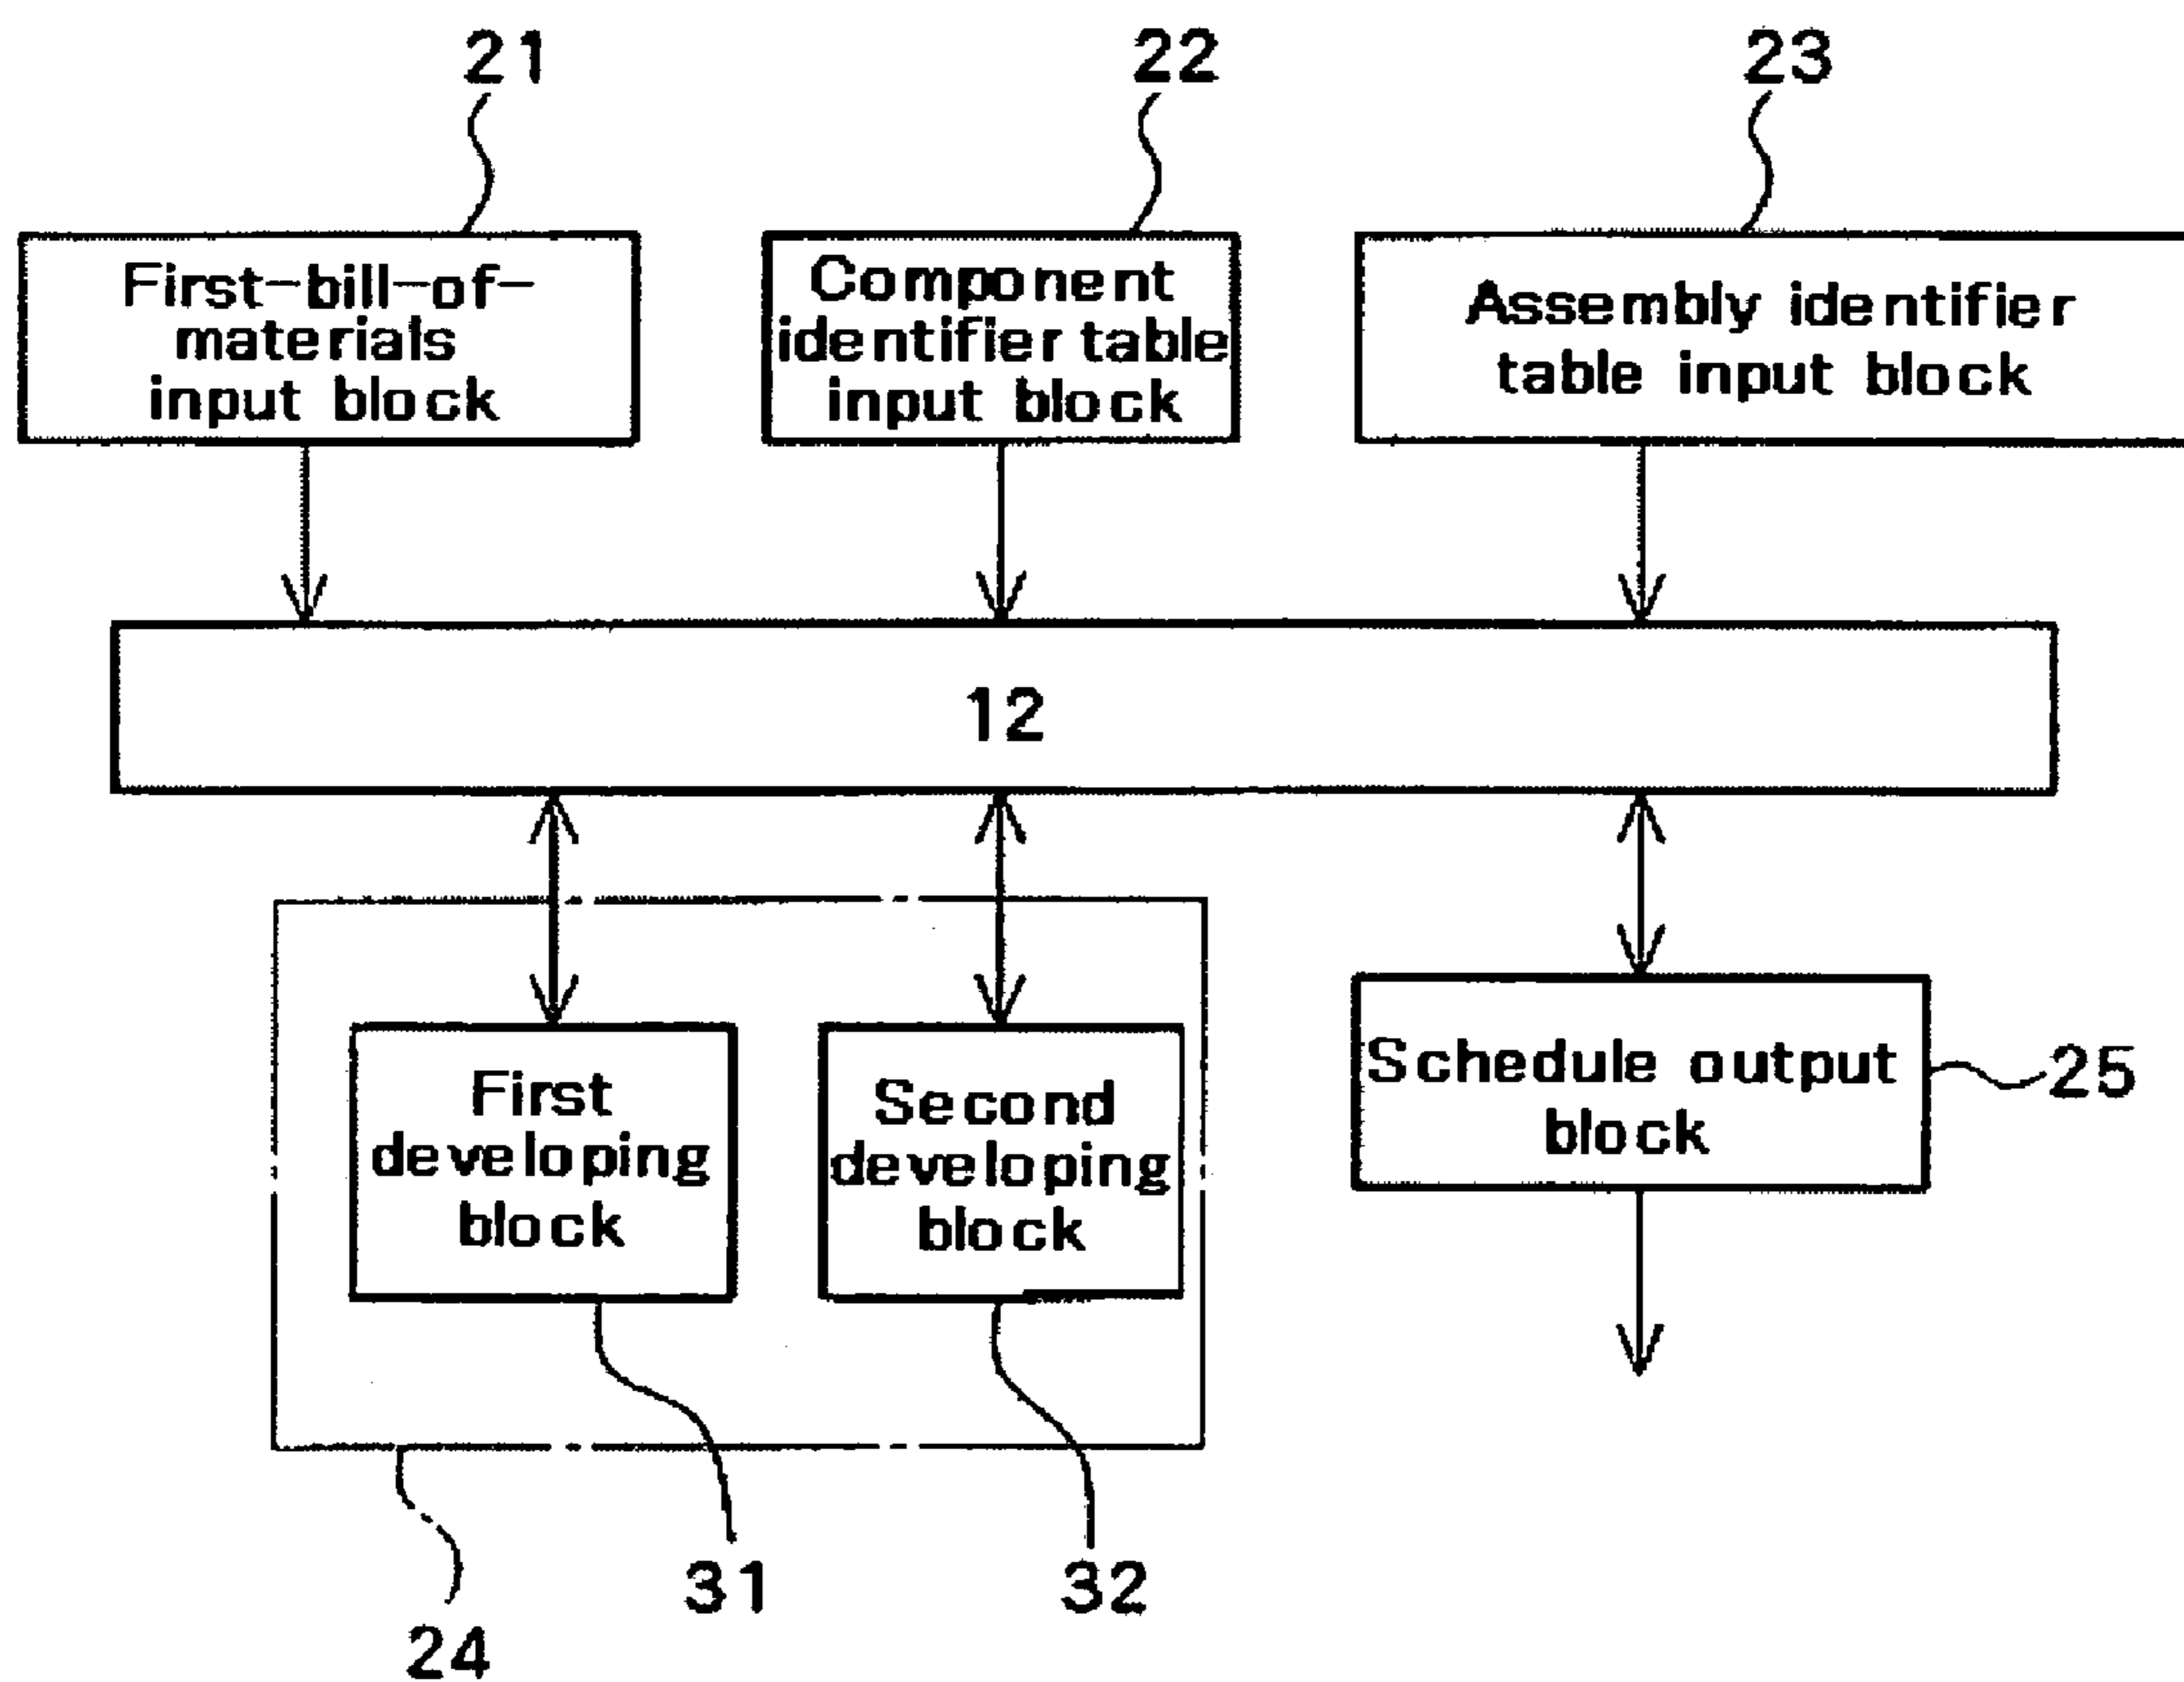 21
22
23
First-bill-of-
materials
input block
Component
identifier table
input block
Assembly identifier
table input block
12
First
developing
block
Second
developing
block
Schedule output
block
25
31
32
24